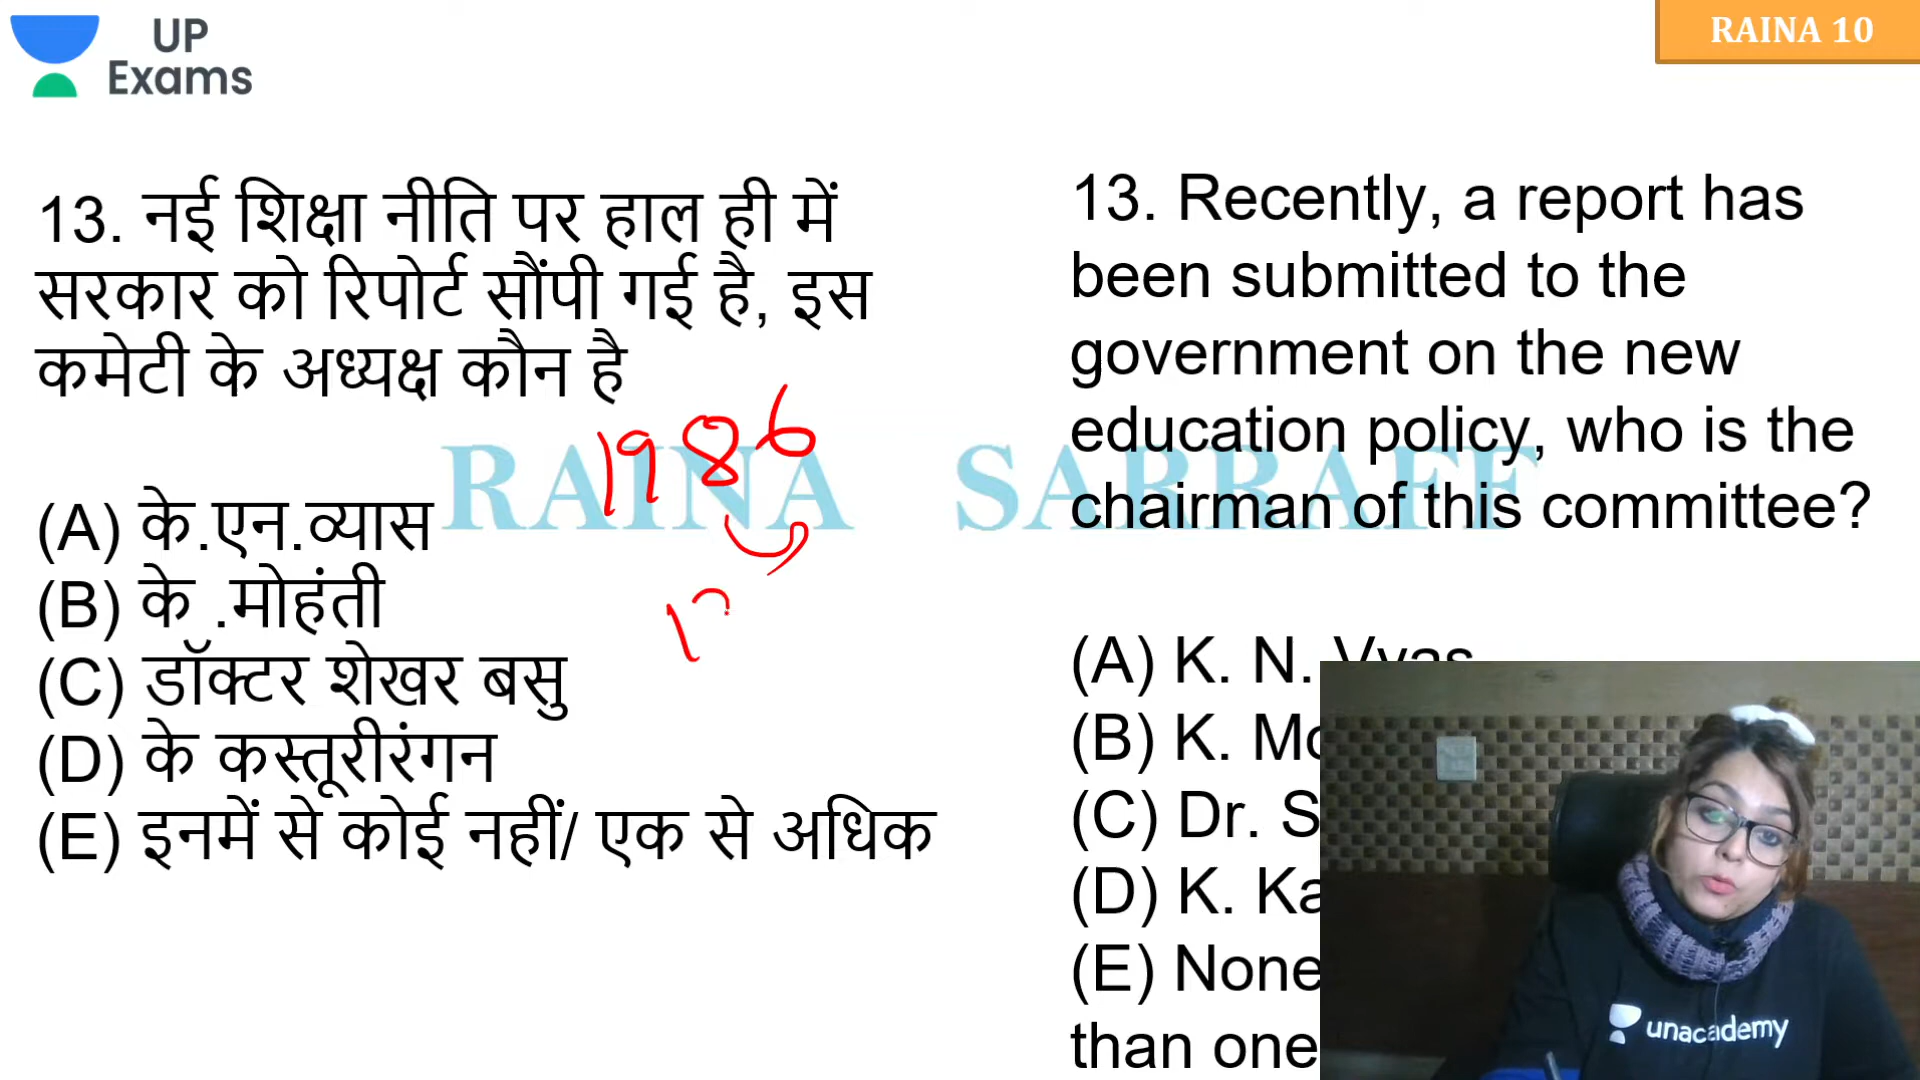 UP
Exams
RAINA 10
13. नई शिक्षा नीति पर हाल ही में
सरकार को रिपोर्ट सौंपी गई है, इस
कमेटी के अध्यक्ष कौन है
1986
(A) के.एन.व्यास
(B) के .मोहंती
(C) डॉक्टर शेखर बसु
(D) के कस्तूरीरंगन
(E) इनमें से कोई नहीं/ एक से अधिक
RAINA SARRAFF
13. Recently, a report has
been submitted to the
government on the new
education policy, who is the
chairman of this committee?
(A) K. N. Vyas
(B) K. Mo
(C) Dr. S
(D) K. Ka
(E) None
than one
unacademy